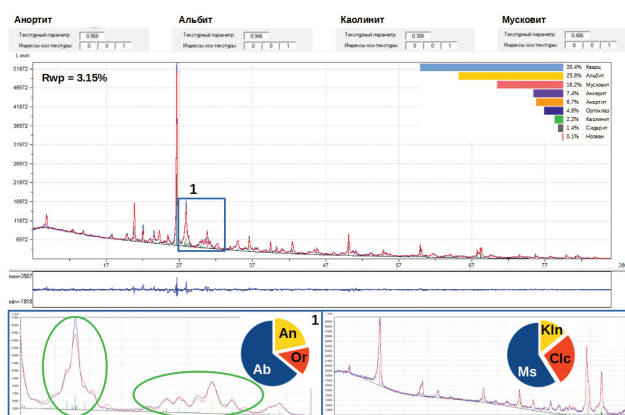 Анортит Альбит Каолинит Мусковит
Текстурный параметр: 0.968 Текстурный параметр: 0.946 Текстурный параметр: 0.386 Текстурный параметр: 0.486
Индексы оси текстуры: 0 0 1 Индексы оси текстуры: 0 0 1 Индексы оси текстуры: 0 0 1 Индексы оси текстуры: 0 0 1
I, имп
51972
46972
41972
36972
31972
26972
21972
16972
11972
6972
Rwp = 3.15%
35,4% Кварц
25,8% Альбит
16,2% Мусковит
7,4% Анкерит
6,7% Анортит
4,8% Ортоклаз
2,2% Каолинит
1,4% Сидерит
0,1% Нозеан
1
17 27 37 47 57 67 77
max=3507
min=-1818
1
An
Or
Ab
Kln
Clc
Ms